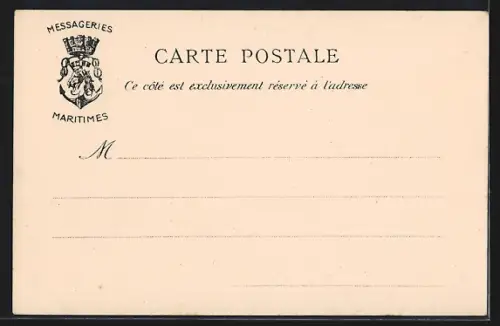 MESSAGERIES
MARITIMES
CARTE POSTALE
Ce côté est exclusivement réservé à l'adresse
M